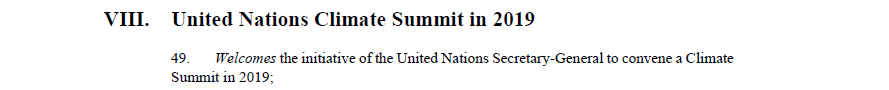 VIII. United Nations Climate Summit in 2019
49. Welcomes the initiative of the United Nations Secretary-General to convene a Climate
Summit in 2019;